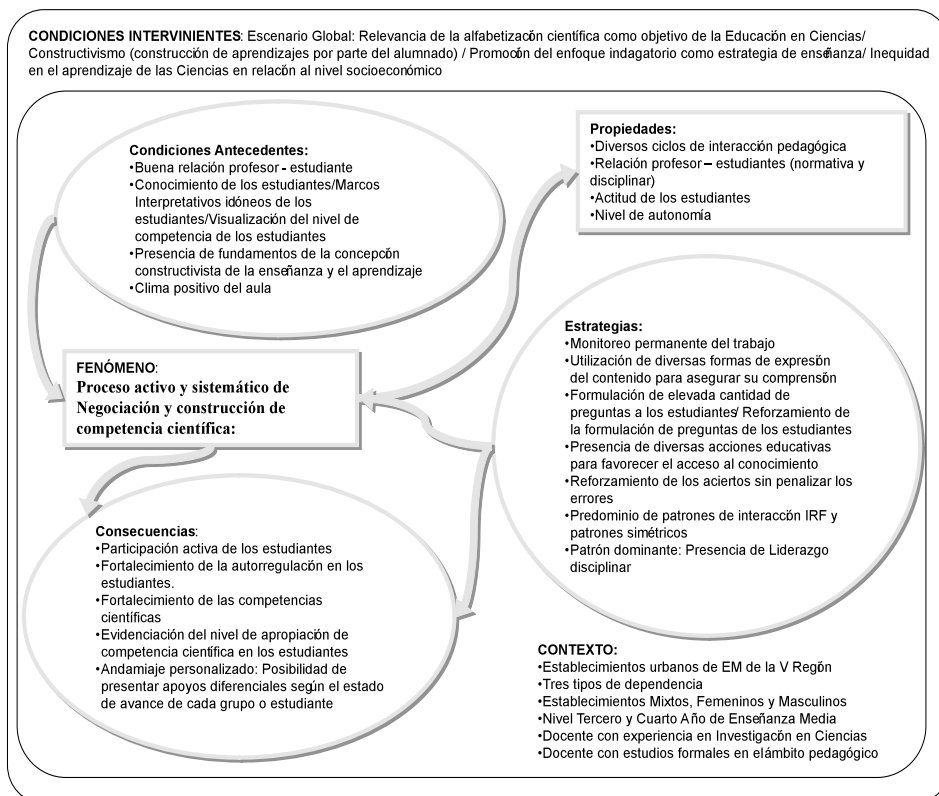 CONDICIONES INTERVINIENTES: Escenario Global: Relevancia de la alfabetización científica como objetivo de la Educación en Ciencias/
Constructivismo (construcción de aprendizajes por parte del alumnado) / Promoción del enfoque indagatorio como estrategia de enseñanza/ Inequidad
en el aprendizaje de las Ciencias en relación al nivel socioeconómico
Condiciones Antecedentes:
•Buena relación profesor - estudiante
•Conocimiento de los estudiantes/Marcos
Interpretativos idóneos de los
estudiantes/Visualización del nivel de
competencia de los estudiantes
•Presencia de fundamentos de la concepción
constructivista de la enseñanza y el aprendizaje
•Clima positivo del aula
Propiedades:
•Diversos ciclos de interacción pedagógica
•Relación profesor – estudiantes (normativa y
disciplinar)
•Actitud de los estudiantes
•Nivel de autonomía
FENÓMENO:
Proceso activo y sistemático de
Negociación y construcción de
competencia científica:
Estrategias:
•Monitoreo permanente del trabajo
•Utilización de diversas formas de expresión
del contenido para asegurar su comprensión
•Formulación de elevada cantidad de
preguntas a los estudiantes/ Reforzamiento de
la formulación de preguntas de los estudiantes
•Presencia de diversas acciones educativas
para favorecer el acceso al conocimiento
•Reforzamiento de los aciertos sin penalizar los
errores
•Predominio de patrones de interacción IRF y
patrones simétricos
•Patrón dominante: Presencia de Liderazgo
disciplinar
Consecuencias:
•Participación activa de los estudiantes
•Fortalecimiento de la autorregulación en los
estudiantes.
•Fortalecimiento de las competencias
científicas
•Evidenciación del nivel de apropiación de
competencia científica en los estudiantes
•Andamiaje personalizado: Posibilidad de
presentar apoyos diferenciales según el estado
de avance de cada grupo o estudiante
CONTEXTO:
•Establecimientos urbanos de EM de la V Región
•Tres tipos de dependencia
•Establecimientos Mixtos, Femeninos y Masculinos
•Nivel Tercero y Cuarto Año de Enseñanza Media
•Docente con experiencia en Investigación en Ciencias
•Docente con estudios formales en elámbito pedagógico